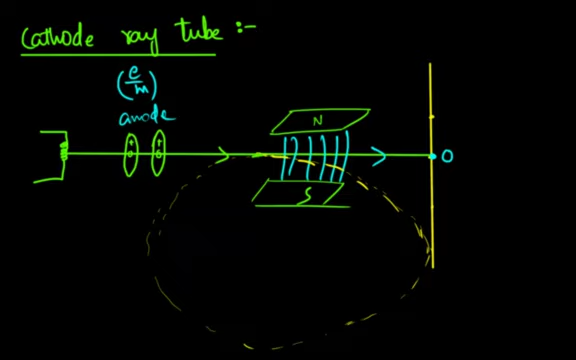 Cathode ray tube :-
(e/m)
anode
+ +
N
O
S